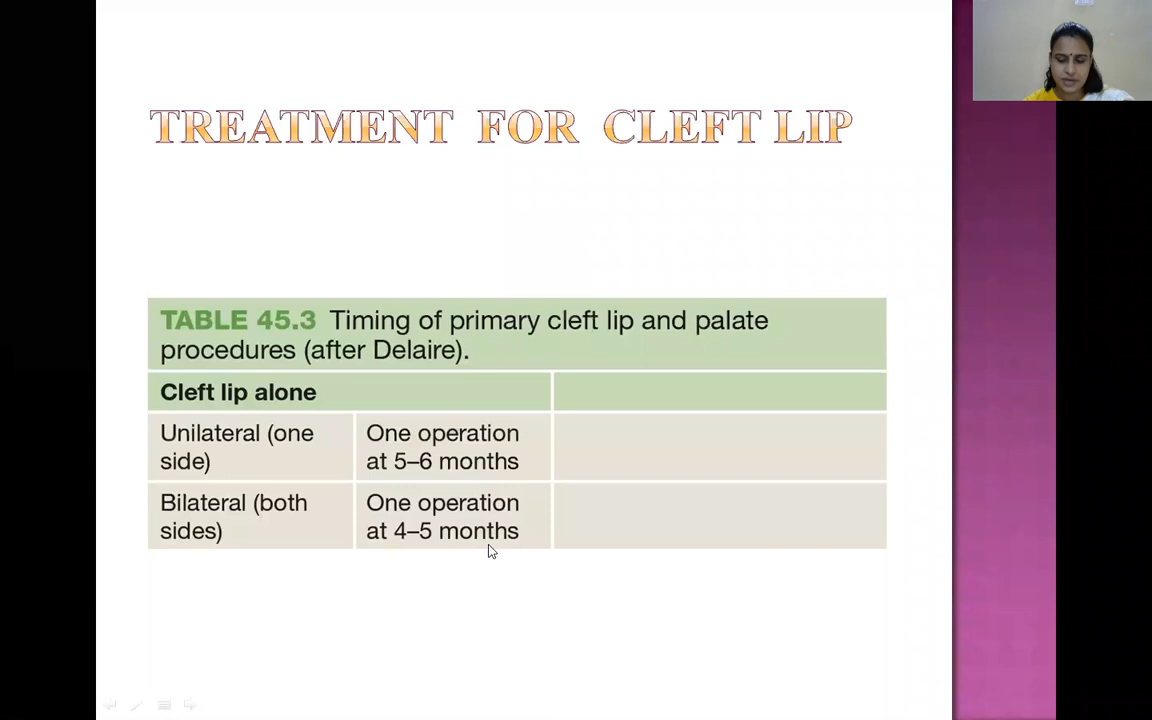 TREATMENT FOR CLEFT LIP
TABLE 45.3 Timing of primary cleft lip and palate
procedures (after Delaire).
Cleft lip alone
Unilateral (one
side)
One operation
at 5–6 months
Bilateral (both
sides)
One operation
at 4–5 months